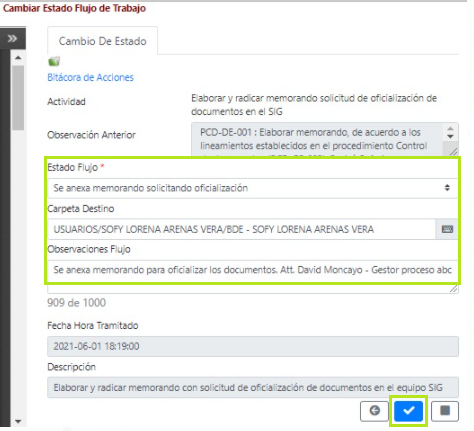 Cambiar Estado Flujo de Trabajo
Cambio De Estado
Bitácora de Acciones
Actividad
Elaborar y radicar memorando solicitud de oficialización de
documentos en el SIG
Observación Anterior
PCD-DE-001 : Elaborar memorando, de acuerdo a los
lineamientos establecidos en el procedimiento Control
Estado Flujo *
Se anexa memorando solicitando oficialización
Carpeta Destino
USUARIOS/SOFY LORENA ARENAS VERA/BDE - SOFY LORENA ARENAS VERA
Observaciones Flujo
Se anexa memorando para oficializar los documentos. Att. David Moncayo - Gestor proceso abc
909 de 1000
Fecha Hora Tramitado
2021-06-01 18:19:00
Descripción
Elaborar y radicar memorando con solicitud de oficialización de documentos en el equipo SIG